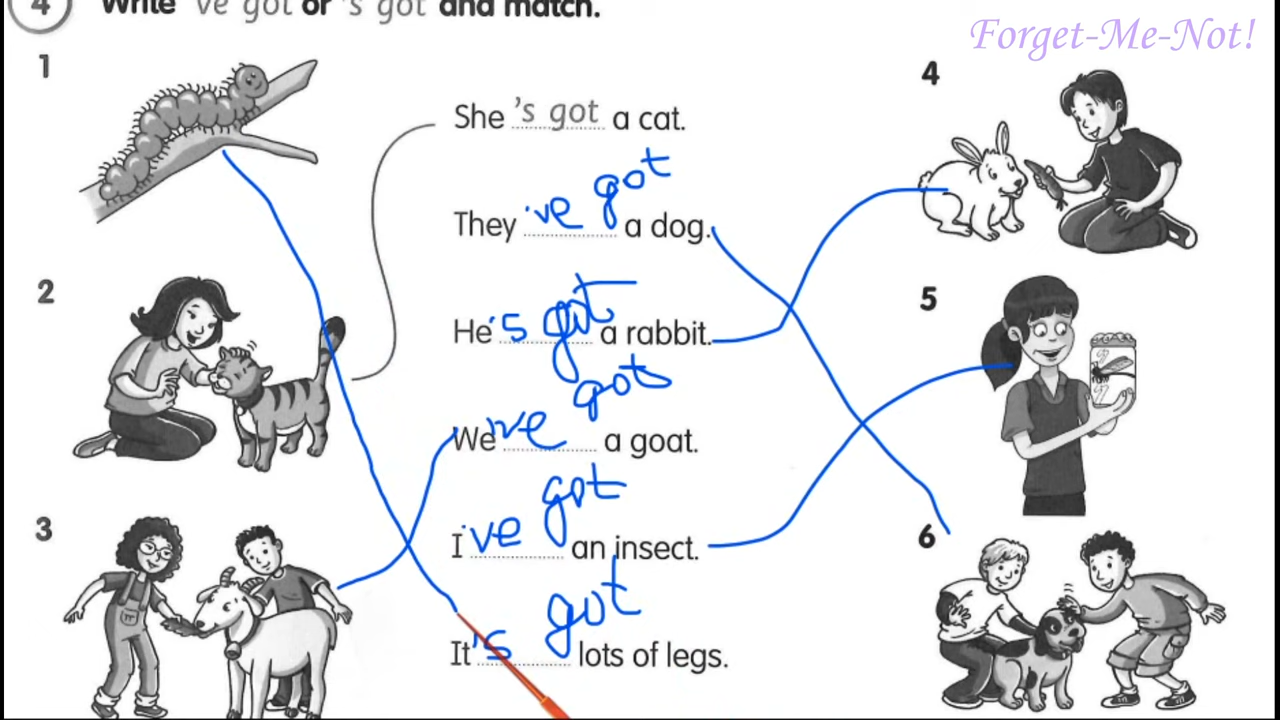 4 Write 've got or 's got and match.
Forget-Me-Not!
1
2
3
She 's got a cat.
They 've got a dog.
He 's got a rabbit.
We 've got a goat.
I 've got an insect.
It 's got lots of legs.
4
5
6